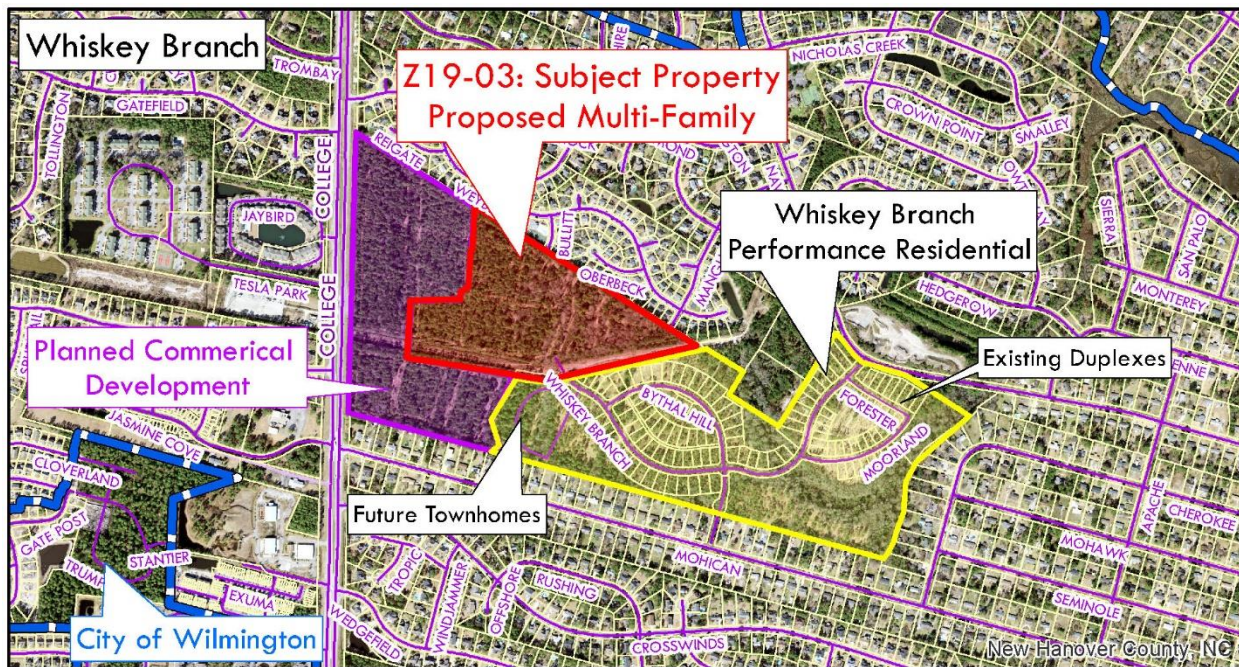 Whiskey Branch
Z19-03: Subject Property
Proposed Multi-Family
Whiskey Branch
Performance Residential
Existing Duplexes
Planned Commerical
Development
Future Townhomes
City of Wilmington
TROMBAY
GATEFIELD
TOLLINGTON
JAYBIRD
TESLA PARK
COLLEGE
COLLEGE
COLLEGE
REIGATE
BULLITT
OBERBECK
NICHOLAS CREEK
CROWN POINT
SMALLEY
SIERRA
SAN PALO
MONTEREY
HEDGEROW
FORESTER
MOORLAND
BYTHAL HILL
WHISKEY BRANCH
JASMINE COVE
CLOVERLAND
GATE POST
STANTIER
EXUMA
WEDGEFIELD
WINDJAMMER
OFFSHORE
RUSHING
CROSSWINDS
MOHICAN
APACHE
CHEROKEE
MOHAWK
SEMINOLE
New Hanover County, NC